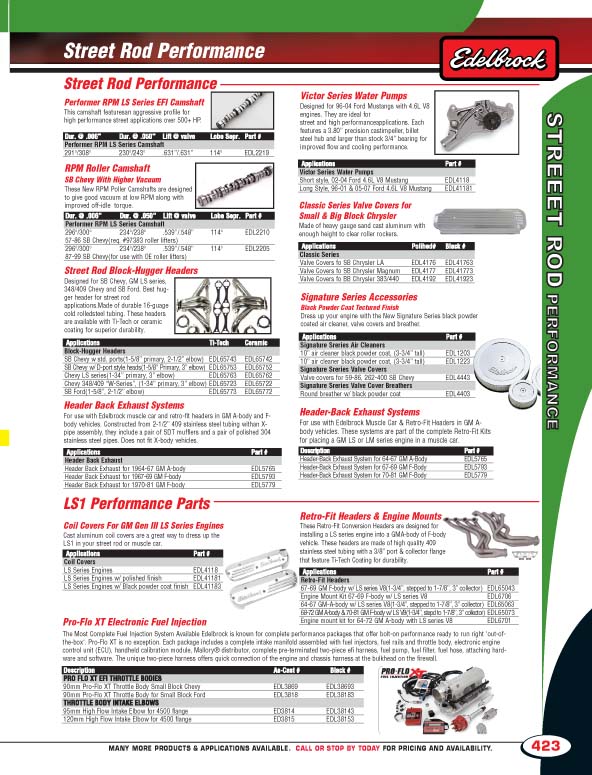 Street Rod Performance
Edelbrock
STREEET ROD PERFORMANCE
Street Rod Performance
Performer RPM LS Series EFI Camshaft
This camshaft featurean aggressive profile for
high performance street applications over 500+ HP.
Dur. @ .006" Dur. @ .050" Lift @ valve Lobe Sepr. Part #
Performer RPM LS Series Camshaft
291°/308° 230°/243° .631"/.631" 114° EDL2219
RPM Roller Camshaft
SB Chevy With Higher Vacuum
These New RPM Poller Camshafts are designed
to give good vacuum at low RPM along with
improved off-idle torque.
Dur. @ .006" Dur. @ .050" Lift @ valve Lobe Sepr. Part #
Performer RPM LS Series Camshaft
296°/300° 234°/238° .539"/.548" 114° EDL2210
57-86 SB Chevy(req. #97383 roller lifters)
296°/300° 234°/238° .539"/.548" 114° EDL2205
87-99 SB Chevy(for use with OE roller lifters)
Street Rod Block-Hugger Headers
Designed for SB Chevy, GM LS series,
348/409 Chevy and SB Ford. Beat hug-
ger header for street rod
applications.Made of durable 16-guage
cold rolledsteel tubing. These headers
are available with Ti-Tech or ceramic
coating for superior durability.
Applications Ti-Tech Ceramic
Block-Hugger Headers
SB Chevy w std. ports(1-5/8" primary, 2-1/2" elbow) EDL65743 EDL65742
SB Chevy w/ D-port style heads(1-5/8" Primary, 3" elbow) EDL65753 EDL65752
Chevy LS series(1-34" primary, 3" elbow) EDL65763 EDL65762
Chevy 348/409 "W-Series", (1-34" primary, 3" elbow) EDL65723 EDL65722
SB Ford(1-5/8", 2-1/2" elbow) EDL65773 EDL65772
Header Back Exhaust Systems
For use with Edelbrock muscle car and retro-fit headers in GM A-body and F-
body vehicles. Constructed from 2-1/2" 409 stainless steel tubing withan X-
pipe assembly, they include a pair of SDT mufflers and a pair of polished 304
stainless steel pipes. Does not fit X-body vehicles.
Applications Part #
Header Back Exhaust
Header Back Exhaust for 1964-67 GM A-body EDL5765
Header Back Exhaust for 1967-69 GM F-body EDL5793
Header Back Exhaust for 1970-81 GM F-body EDL5779
Victor Series Water Pumps
Designed for 96-04 Ford Mustangs with 4.6L V8
engines. They are ideal for
street and high performanceapplications. Each
features a 3.80" precision castimpeller, billet
steel hub and larger than stock 3/4" bearing for
improved flow and cooling performance.
Applications Part #
Victor Series Water Pumps
Short style, 02-04 Ford 4.6L V8 Mustang EDL4118
Long Style, 96-01 & 05-07 Ford 4.6L V8 Mustang EDL41181
Classic Series Valve Covers for
Small & Big Block Chrysler
Made of heavy gauge sand cast aluminum with
enough height to clear roller rockers.
Applications Polihed# Black #
Classic Series
Valve Covers fo SB Chrysler LA EDL4176 EDL41763
Valve Covers fo SB Chrysler Magnum EDL4177 EDL41773
Valve Covers fo BB Chrysler 383/440 EDL4192 EDL41923
Signature Series Accessories
Black Powder Coat Textured Finish
Dress up your engine with the New Signature Series black powder
coated air cleaner, valve covers and breather.
Applications Part #
Signature Sreries Air Cleaners
10" air cleaner black powder coat, (3-3/4" tall) EDL1203
10" air cleaner black powder coat, (3-3/4" tall) EDL1223
Signature Sreries Valve Covers
Valve covers for 59-86, 262-400 SB Chevy EDL4443
Signature Sreries Valve Cover Breathers
Round breather w/ black powder coat EDL4403
Header-Back Exhaust Systems
For use with Edelbrock Muscle Car & Retro-Fit Headers in GM A-
body vehicles. These systems are part of the complete Retro-Fit Kits
for placing a GM LS or LM series engine in a muscle car.
Description Part #
Header-Back Exhaust System for 64-67 GM A-Body EDL5765
Header-Back Exhaust System for 67-69 GM F-Body EDL5793
Header-Back Exhaust System for 70-81 GM F-Body EDL5779
LS1 Performance Parts
Coil Covers For GM Gen III LS Series Engines
Cast aluminum coil covers are a great way to dress up the
LS1 in your street rod or muscle car.
Applications Part #
Coil Covers
LS Series Engines EDL4118
LS Series Engines w/ polished finish EDL41181
LS Series Engines w/ Black powder coat finish EDL41183
Retro-Fit Headers & Engine Mounts
These Retro-Fit Conversion Headers are designed for
installing a LS series engine into a GMA-body of F-body
vehicle. These headers are made of high quality 409
stainless steel tubing with a 3/8" port & collector flange
that feature Ti-Tech Coating for durability.
Applications Part #
Retro-Fit Headers
67-69 GM F-body w/ LS series V8(1-3/4", stepped to 1-7/8", 3" collector) EDL65043
Engine Mount Kit 67-69 F-body w/ LS series V8 EDL6706
64-67 GM-A-body w/ LS series V8(1-3/4", stepped to 1-7/8", 3" collector) EDL65063
68-72 GM A-body & 70-81 GM F-body w/ LS V8(1-3/4", stepd to 1-7/8", 3" collector) EDL65073
Engine mount kit for 64-72 GM A-body with LS series V8 EDL6701
Pro-Flo XT Electronic Fuel Injection
The Most Complete Fuel Injection System Available Edelbrock is known for complete performance packages that offer bolt-on performance ready to run right 'out-of-
the-box'. Pro-Flo XT is no exception. Each package includes a complete intake manifold assembled with fuel injectors, fuel rails and throttle body, electronic engine
control unit (ECU), handheld calibration module, Mallory® distributor, complete pre-terminated two-piece efi harness, fuel pump, fuel filter, fuel hose, attaching hard-
ware and software. The unique two-piece harness offers quick connection of the engine and chassis harness at the bulkhead on the firewall.
Description As-Cast # Black #
PRO FLO XT EFI THROTTLE BODIES
90mm Pro-Flo XT Throttle Body Small Block Chevy EDL3869 EDL38693
90mm Pro-Flo XT Throttle Body for Small Block Ford EDL3818 EDL38183
THROTTLE BODY INTAKE ELBOWS
95mm High Flow Intake Elbow for 4500 flange ED3814 EDL38143
120mm High Flow Intake Elbow for 4500 flange ED3815 EDL38153
PRO-FLO XT
FUEL INJECTION
MANY MORE PRODUCTS & APPLICATIONS AVAILABLE. CALL OR STOP BY TODAY FOR PRICING AND AVAILABILITY.
423